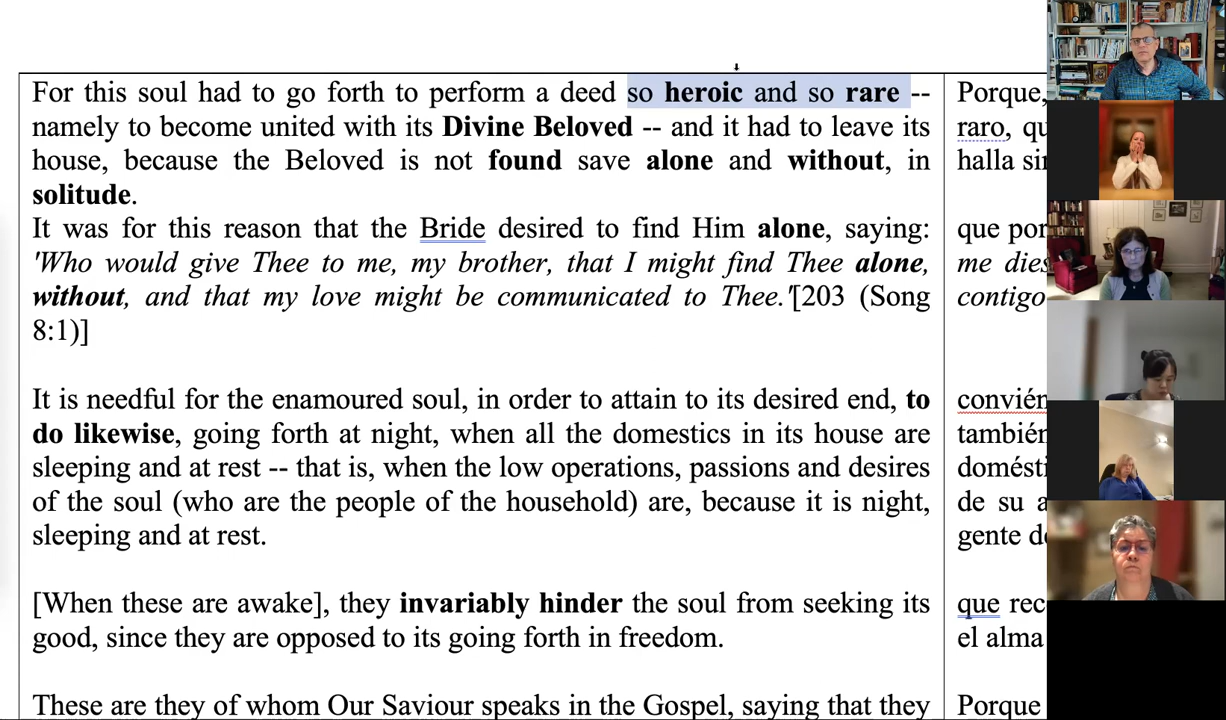 For this soul had to go forth to perform a deed so heroic and so rare --
namely to become united with its Divine Beloved -- and it had to leave its
house, because the Beloved is not found save alone and without, in
solitude.
It was for this reason that the Bride desired to find Him alone, saying:
'Who would give Thee to me, my brother, that I might find Thee alone,
without, and that my love might be communicated to Thee.'[203 (Song
8:1)]
It is needful for the enamoured soul, in order to attain to its desired end, to
do likewise, going forth at night, when all the domestics in its house are
sleeping and at rest -- that is, when the low operations, passions and desires
of the soul (who are the people of the household) are, because it is night,
sleeping and at rest.
[When these are awake], they invariably hinder the soul from seeking its
good, since they are opposed to its going forth in freedom.
These are they of whom Our Saviour speaks in the Gospel, saying that they
Porque,
raro, qu
halla sin
que por
me dies
contigo
convién
también
domésti
de su a
gente de
que rec
el alma
Porque